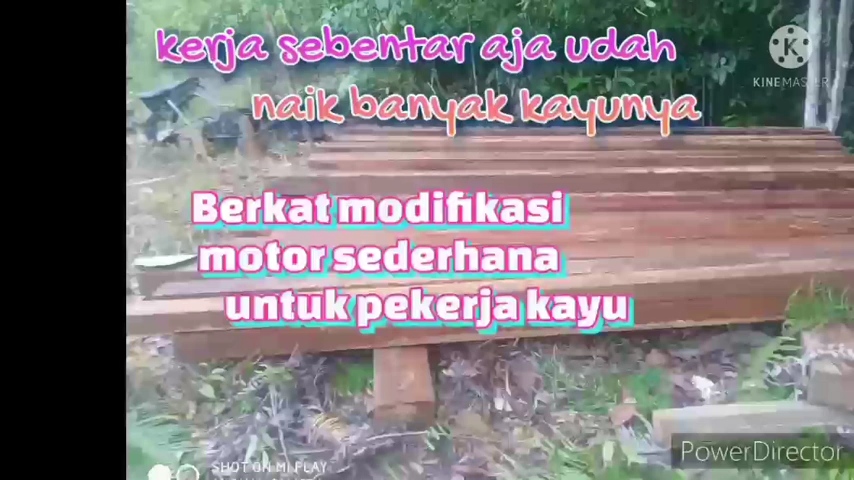 kerja sebentar aja udah
naik banyak kayunya
KINEMASTER
Berkat modifikasi
motor sederhana
untuk pekerja kayu
PowerDirector
SHOT ON MI PLAY